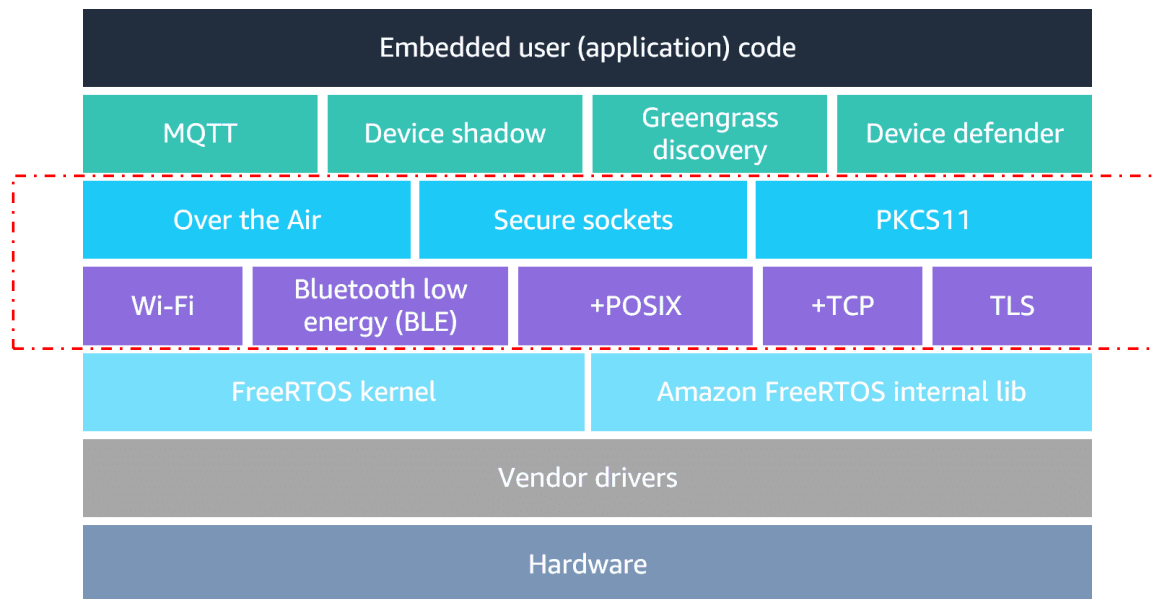 Embedded user (application) code
MQTT
Device shadow
Greengrass
discovery
Device defender
Over the Air
Secure sockets
PKCS11
Wi-Fi
Bluetooth low
energy (BLE)
+POSIX
+TCP
TLS
FreeRTOS kernel
Amazon FreeRTOS internal lib
Vendor drivers
Hardware